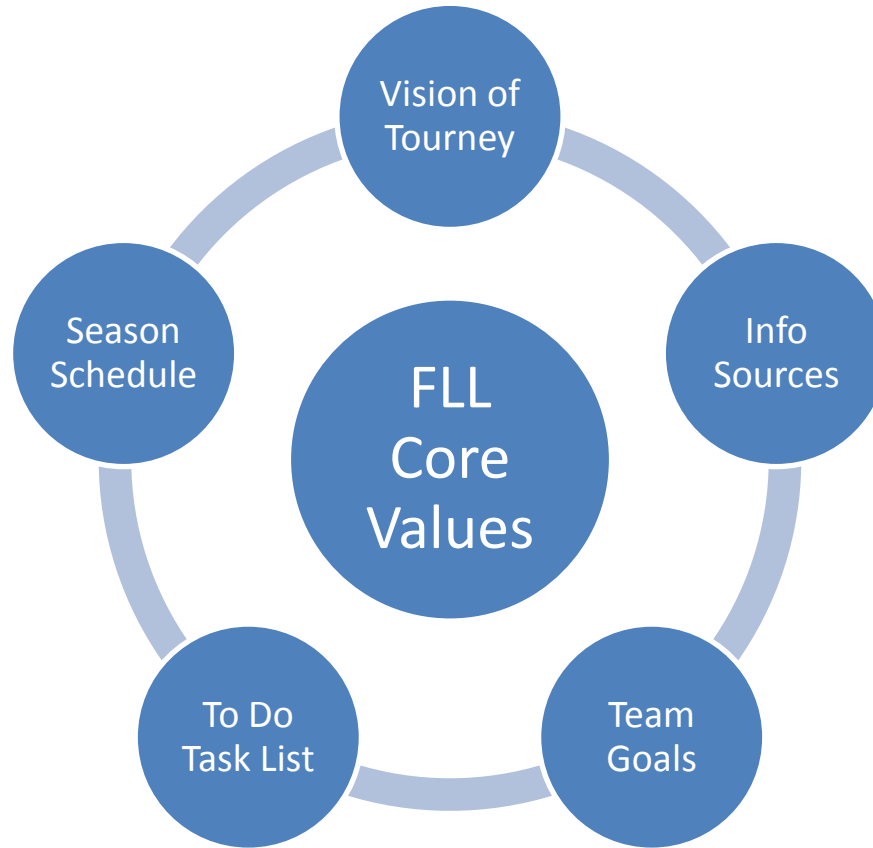 Vision of
Tourney
Info
Sources
Team
Goals
To Do
Task List
Season
Schedule
FLL
Core
Values